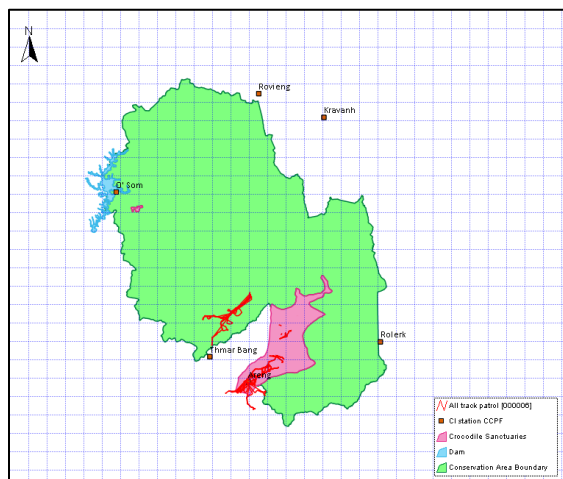 N
Rovieng
Kravanh
O' Som
Thmar Bang
Rolerk
Areng
All track patrol [000006]
CI station CCPF
Crocodile Sanctuaries
Dam
Conservation Area Boundary